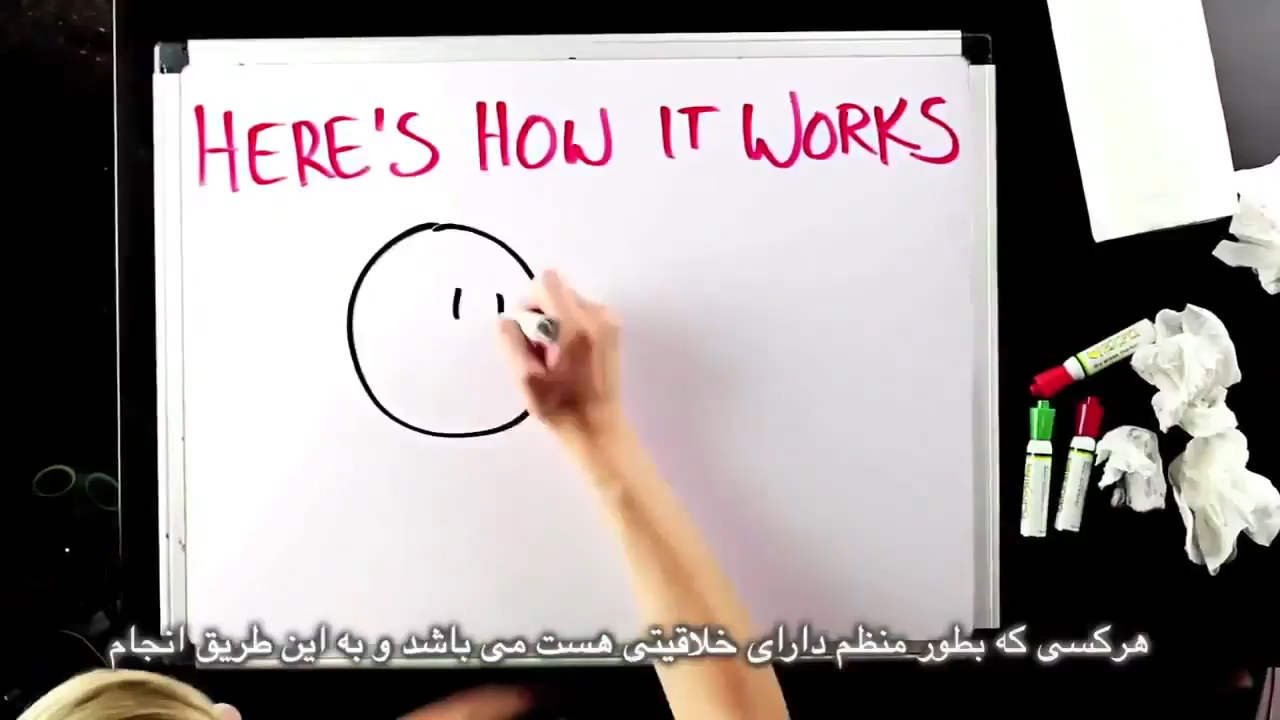 HERE'S HOW IT WORKS
هرکسی که بطور منظم دارای خلاقیتی هست می باشد و به این طریق انجام